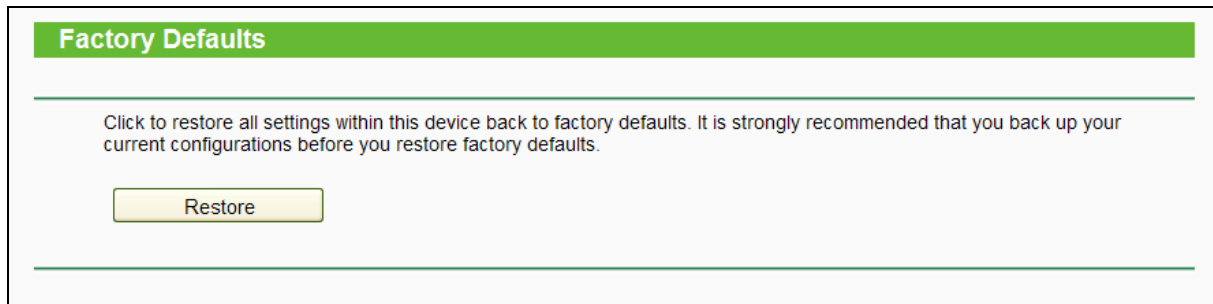 Factory Defaults
Click to restore all settings within this device back to factory defaults. It is strongly recommended that you back up your
current configurations before you restore factory defaults.
Restore